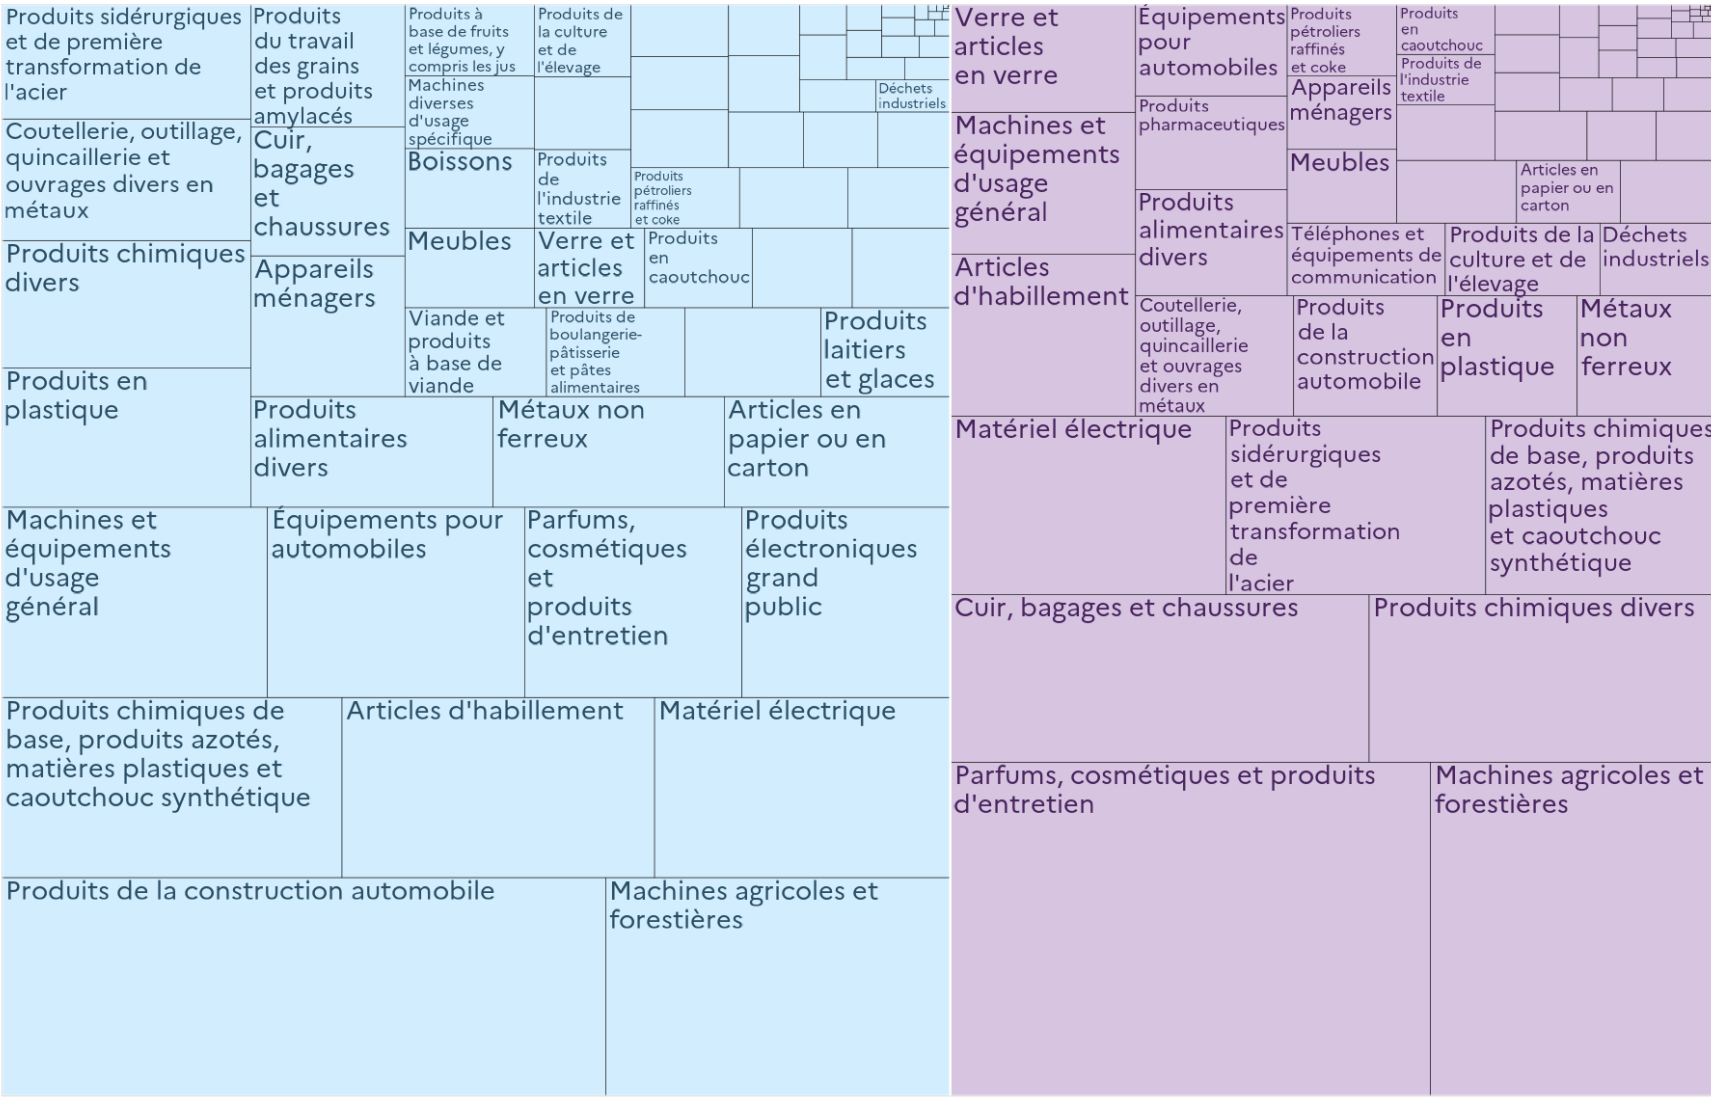 Produits sidérurgiques
et de première
transformation de
l'acier
Coutellerie, outillage,
quincaillerie et
ouvrages divers en
métaux
Produits chimiques
divers
Produits en
plastique
Produits
du travail
des grains
et produits
amylacés
Cuir,
bagages
et
chaussures
Appareils
ménagers
Produits à
base de fruits
et légumes, y
compris les jus
Machines
diverses
d'usage
spécifique
Boissons
Meubles
Viande et
produits
à base de
viande
Produits de
la culture
et de
l'élevage
Produits
de
l'industrie
textile
Verre et
articles
en verre
Produits de
boulangerie-
pâtisserie
et pâtes
alimentaires
Produits
pétroliers
raffinés
et coke
Produits
en
caoutchouc
Déchets
industriels
Produits
laitiers
et glaces
Produits
alimentaires
divers
Métaux non
ferreux
Articles en
papier ou en
carton
Machines et
équipements
d'usage
général
Équipements pour
automobiles
Parfums,
cosmétiques
et
produits
d'entretien
Produits
électroniques
grand
public
Produits chimiques de
base, produits azotés,
matières plastiques et
caoutchouc synthétique
Articles d'habillement
Matériel électrique
Produits de la construction automobile
Machines agricoles et
forestières
Verre et
articles
en verre
Machines et
équipements
d'usage
général
Articles
d'habillement
Équipements
pour
automobiles
Produits
pharmaceutiques
Produits
alimentaires
divers
Coutellerie,
outillage,
quincaillerie
et ouvrages
divers en
métaux
Produits
pétroliers
raffinés
et coke
Appareils
ménagers
Meubles
Produits
en
caoutchouc
Produits de
l'industrie
textile
Articles en
papier ou en
carton
Téléphones et
équipements de
communication
Produits de la
culture et de
l'élevage
Déchets
industriels
Produits
de la
construction
automobile
Produits
en
plastique
Métaux
non
ferreux
Matériel électrique
Produits
sidérurgiques
et de
première
transformation
de
l'acier
Produits chimiques
de base, produits
azotés, matières
plastiques
et caoutchouc
synthétique
Cuir, bagages et chaussures
Produits chimiques divers
Parfums, cosmétiques et produits
d'entretien
Machines agricoles et
forestières